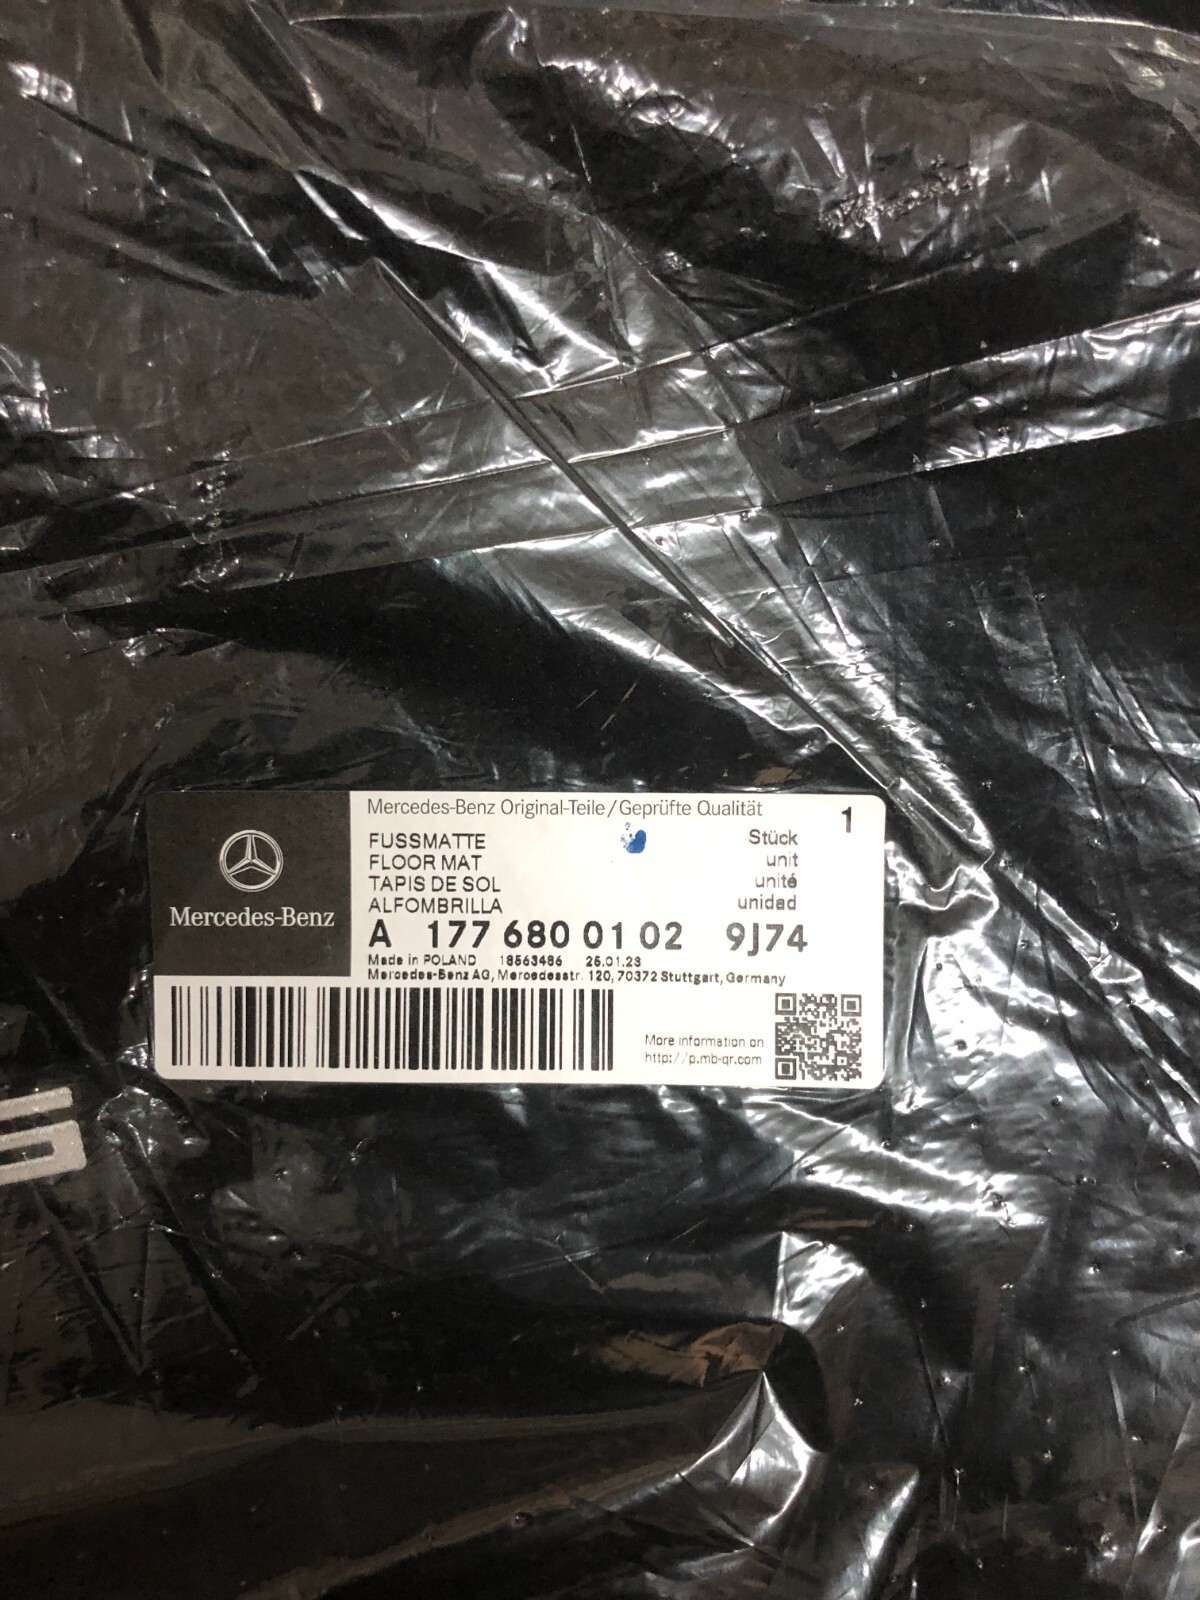 Mercedes-Benz
Mercedes-Benz Original-Teile/Geprüfte Qualität
1
FUSSMATTE Stück
FLOOR MAT unit
TAPIS DE SOL unité
ALFOMBRILLA unidad
A 177 680 01 02 9J74
Made in POLAND 18563486 25.01.23
Mercedes-Benz AG, Mercedesstr. 120, 70372 Stuttgart, Germany
More information on
http://p.mb-qr.com